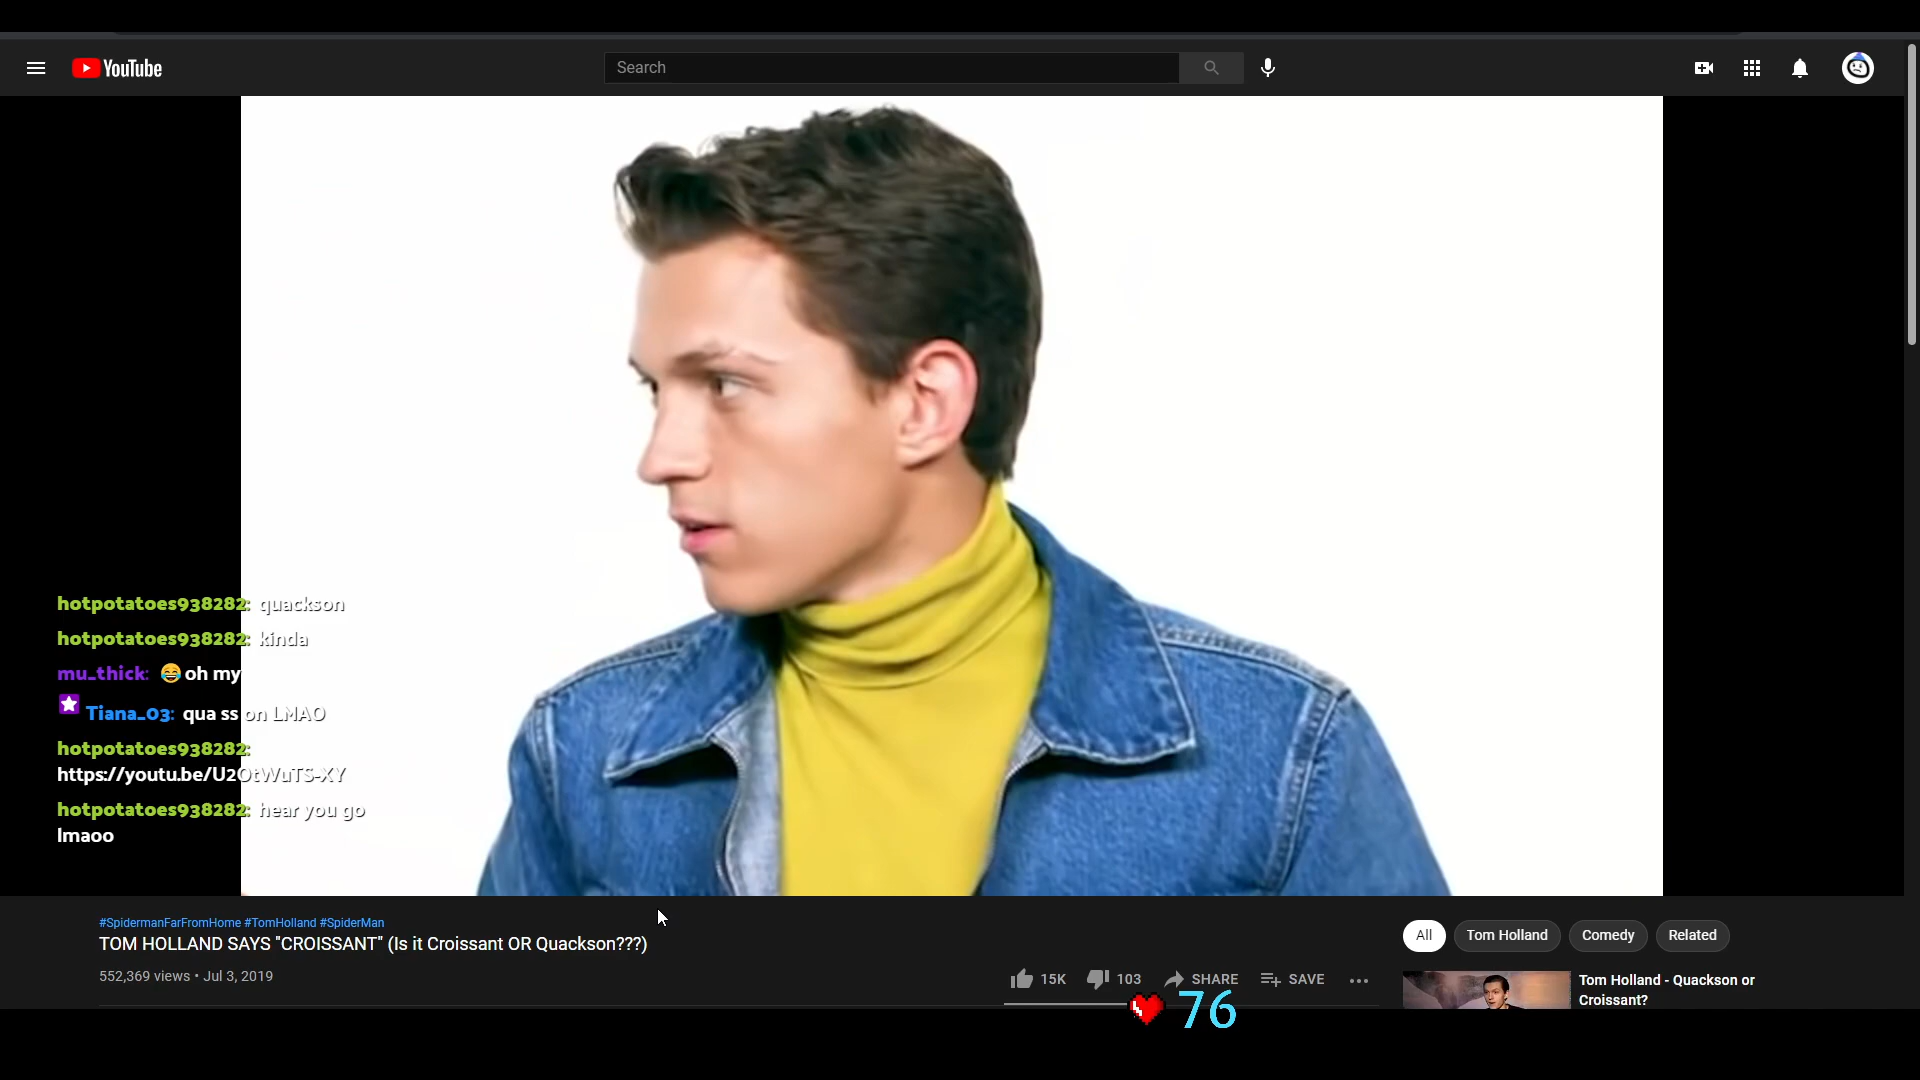 YouTube
Search
hotpotatoes938282: quackson
hotpotatoes938282: kinda
mu_thick: 😂 oh my
Tiana_03: qua ss on LMAO
hotpotatoes938282:
https://youtu.be/U2OtWuTS-XY
hotpotatoes938282: hear you go
lmaoo
#SpidermanFarFromHome #TomHolland #SpiderMan
TOM HOLLAND SAYS "CROISSANT" (Is it Croissant OR Quackson???)
552,369 views • Jul 3, 2019
15K 103 SHARE SAVE
76
All Tom Holland Comedy Related
Tom Holland - Quackson or
Croissant?